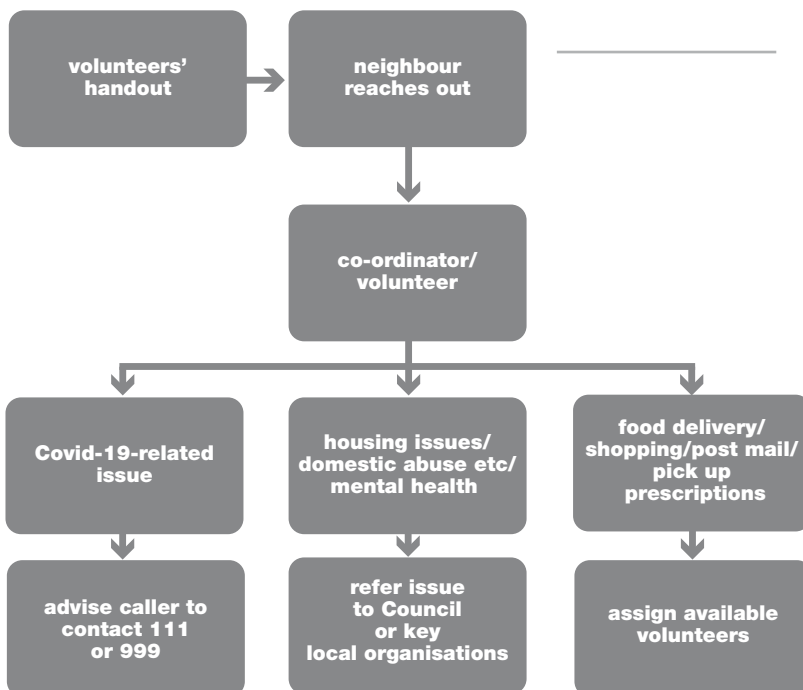 volunteers’
handout
neighbour
reaches out
co-ordinator/
volunteer
Covid-19-related
issue
housing issues/
domestic abuse etc/
mental health
food delivery/
shopping/post mail/
pick up
prescriptions
advise caller to
contact 111
or 999
refer issue
to Council
or key
local organisations
assign available
volunteers